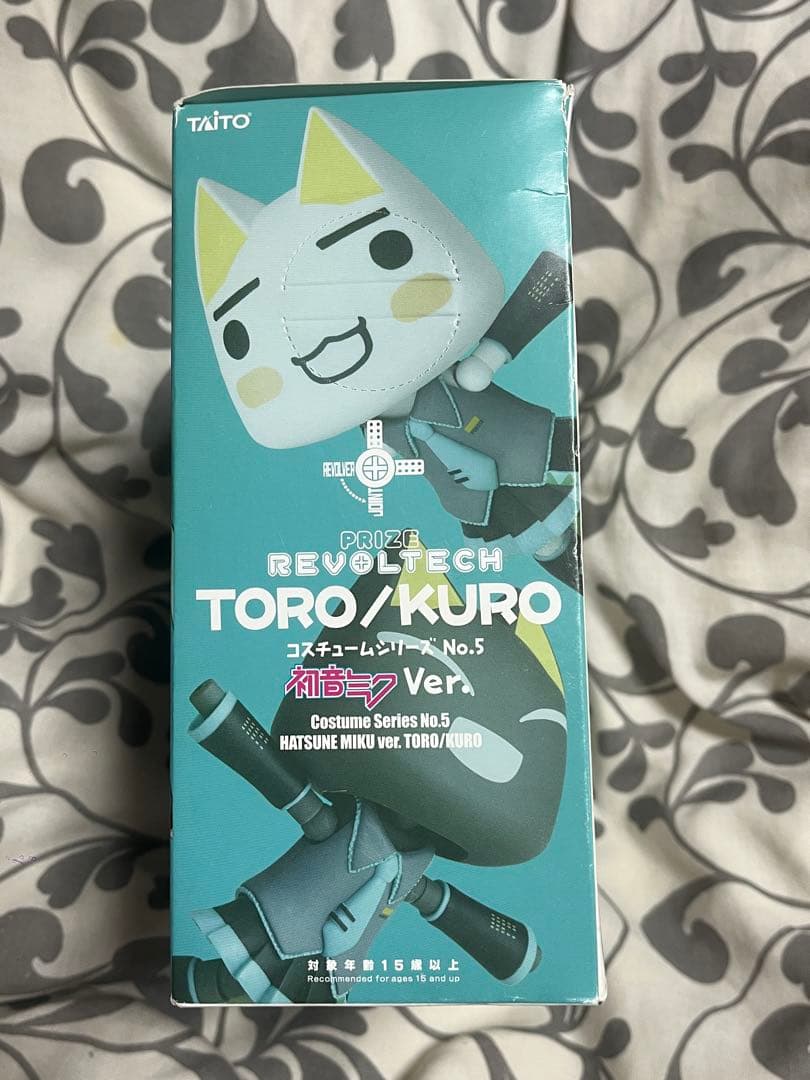 TAITO
REVOLVER
JOINT
PRIZE
REVOLTECH
TORO/KURO
コスチュームシリーズ No.5
初音ミク Ver.
Costume Series No.5
HATSUNE MIKU ver. TORO/KURO
対象年齢15歳以上
Recommended for ages 15 and up